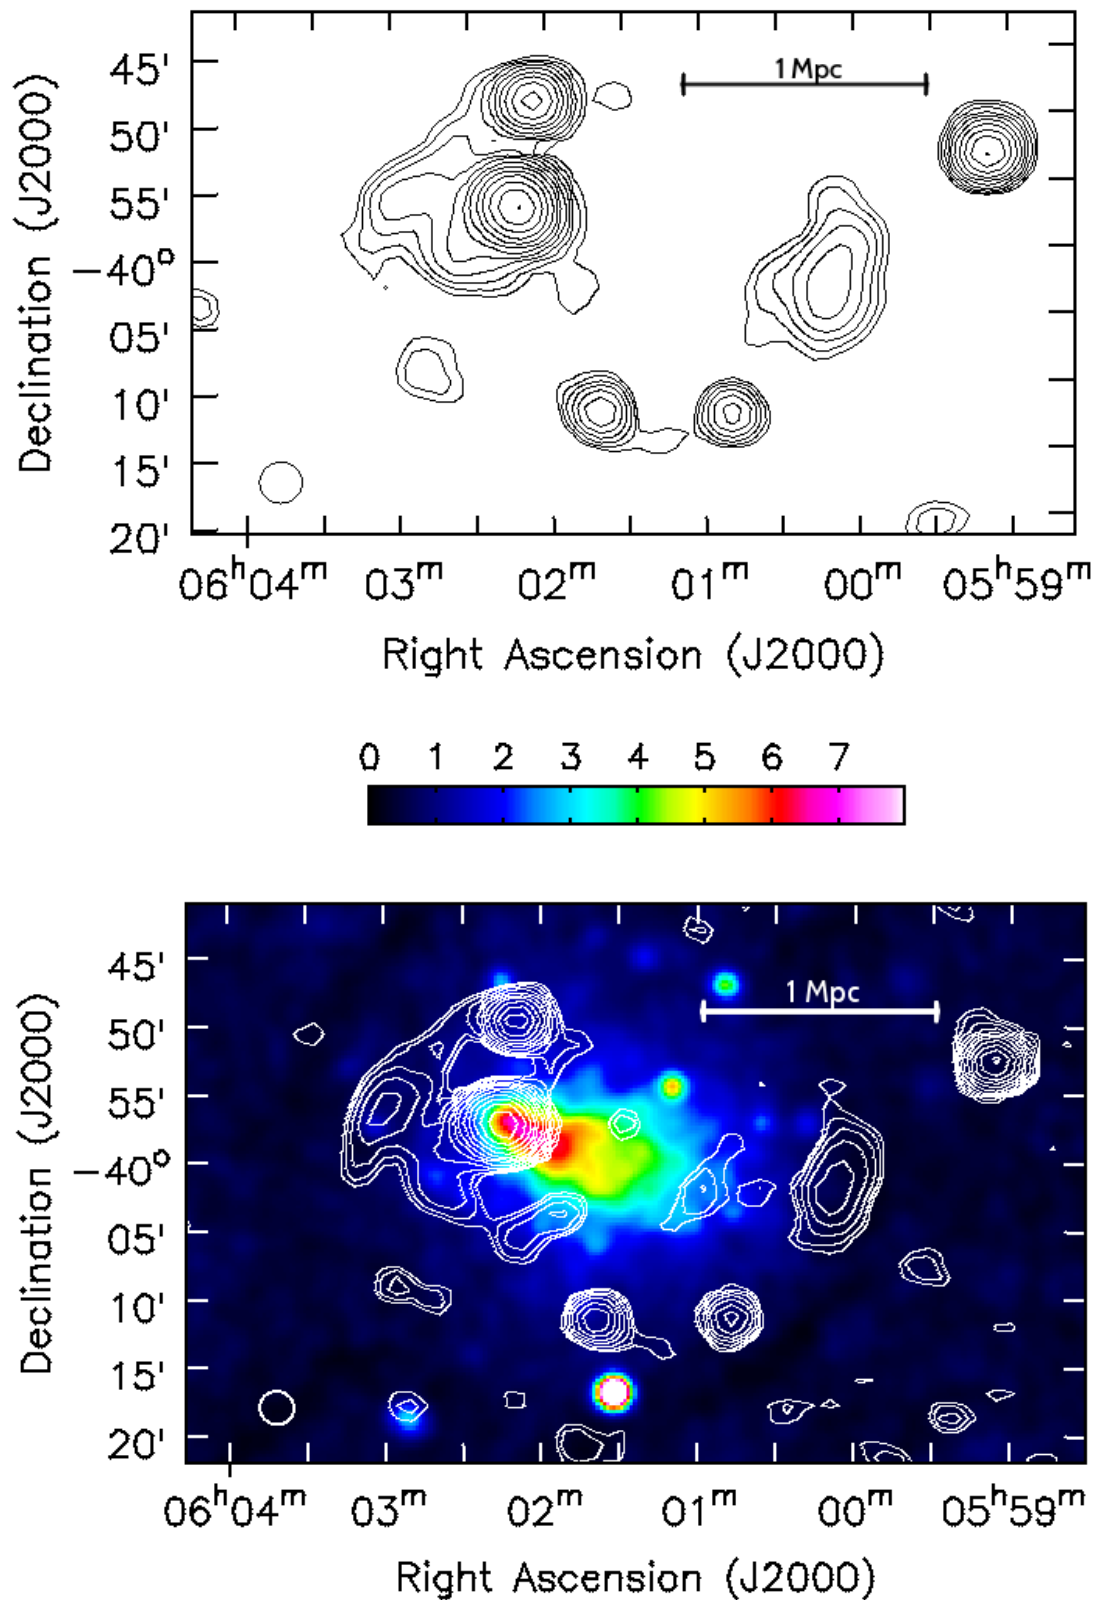 45'
1 Mpc
50'
55'
−40°
05'
10'
15'
20'
Declination (J2000)
06ʰ04ᵐ 03ᵐ 02ᵐ 01ᵐ 00ᵐ 05ʰ59ᵐ
Right Ascension (J2000)
0 1 2 3 4 5 6 7
45'
1 Mpc
50'
55'
−40°
05'
10'
15'
20'
Declination (J2000)
06ʰ04ᵐ 03ᵐ 02ᵐ 01ᵐ 00ᵐ 05ʰ59ᵐ
Right Ascension (J2000)